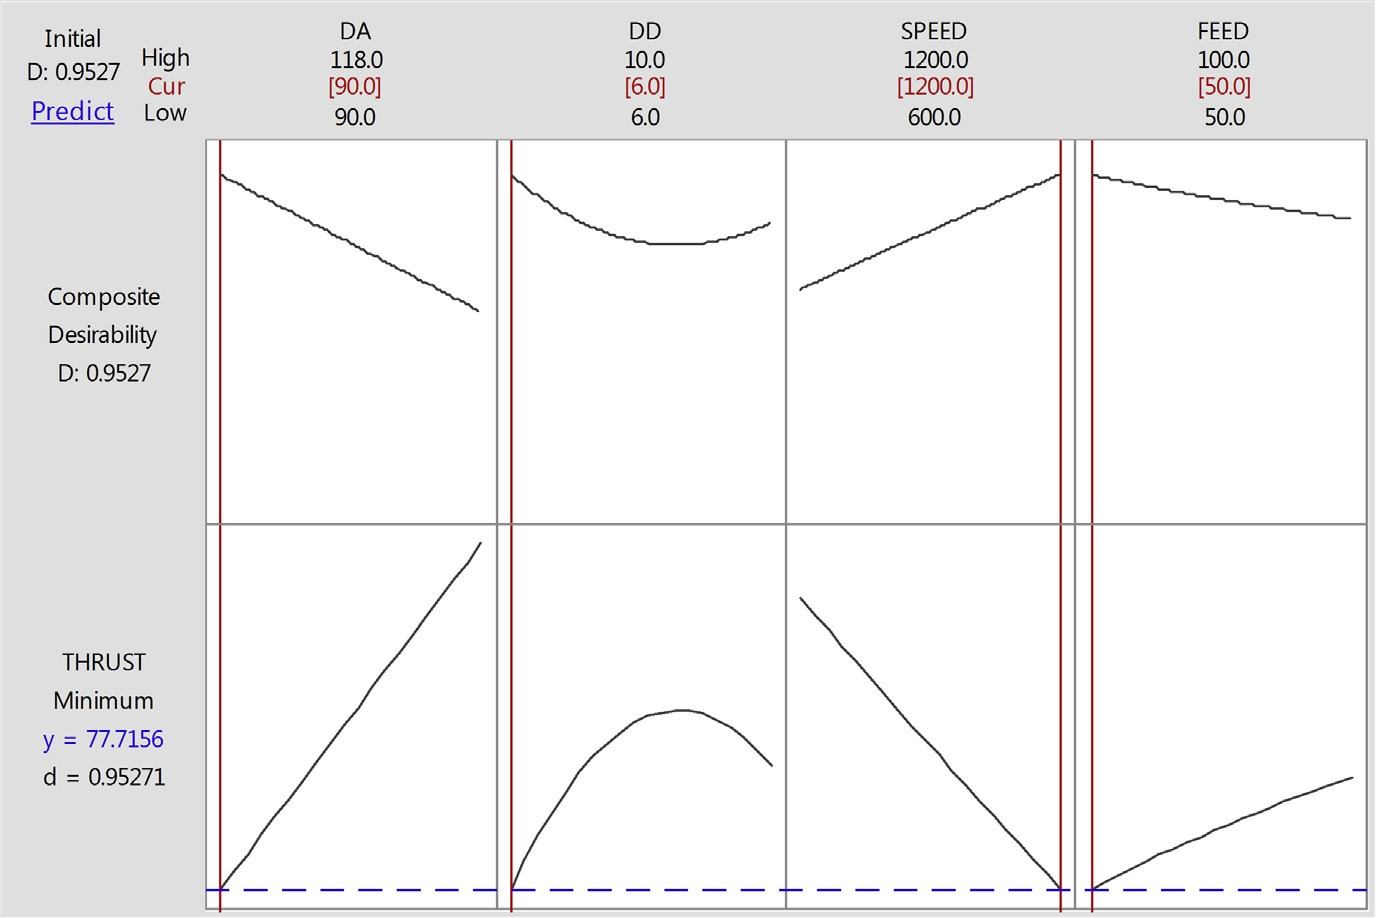 Initial
D: 0.9527
Predict
High
Cur
Low
DA
118.0
[90.0]
90.0
DD
10.0
[6.0]
6.0
SPEED
1200.0
[1200.0]
600.0
FEED
100.0
[50.0]
50.0
Composite
Desirability
D: 0.9527
THRUST
Minimum
y = 77.7156
d = 0.95271